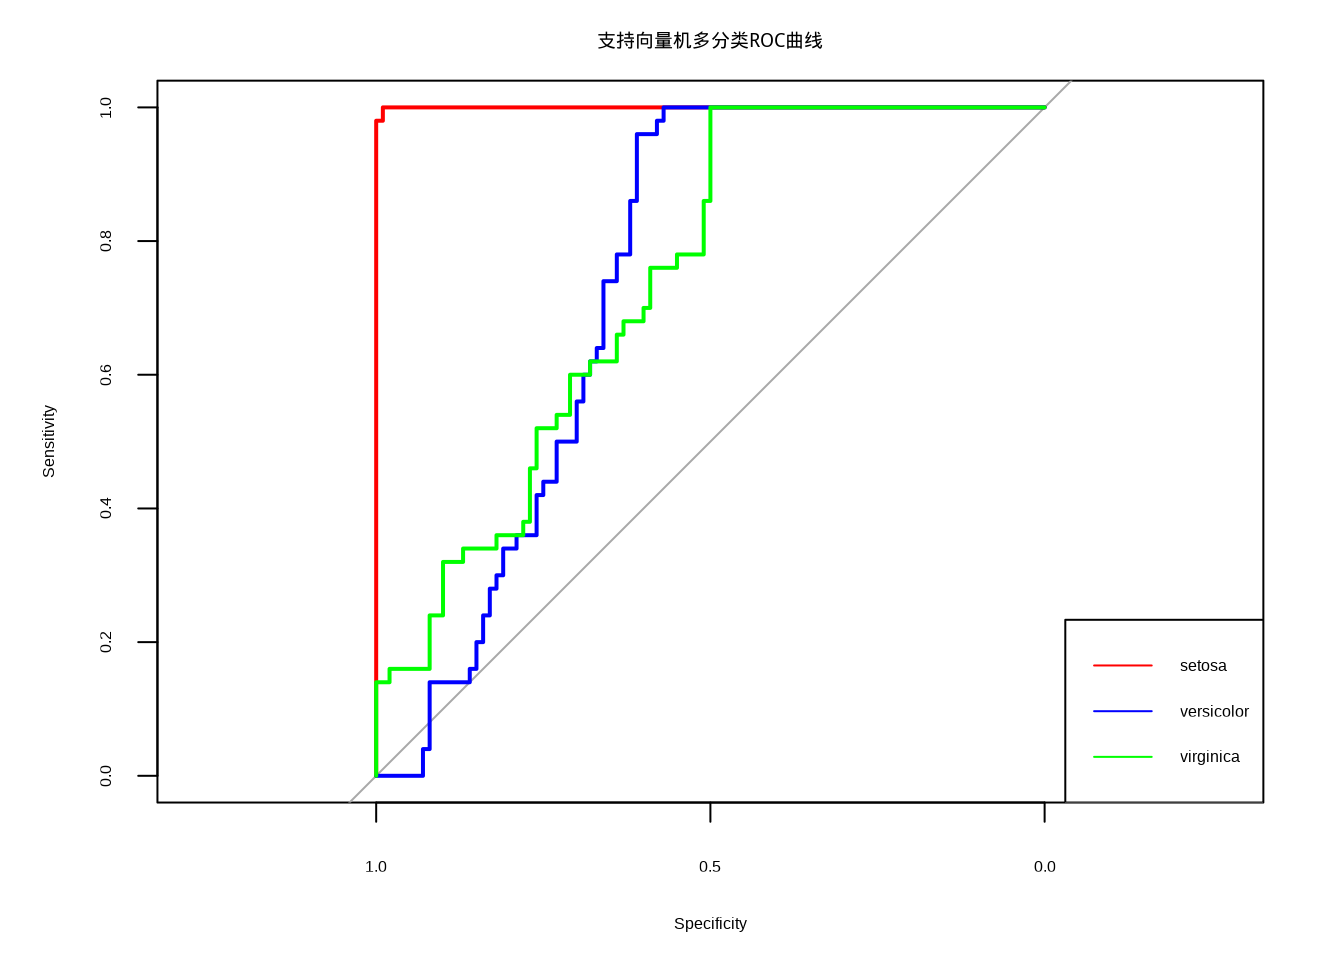 支持向量机多分类ROC曲线
1.0
0.8
0.6
0.4
0.2
0.0
Sensitivity
setosa
versicolor
virginica
1.0 0.5 0.0
Specificity